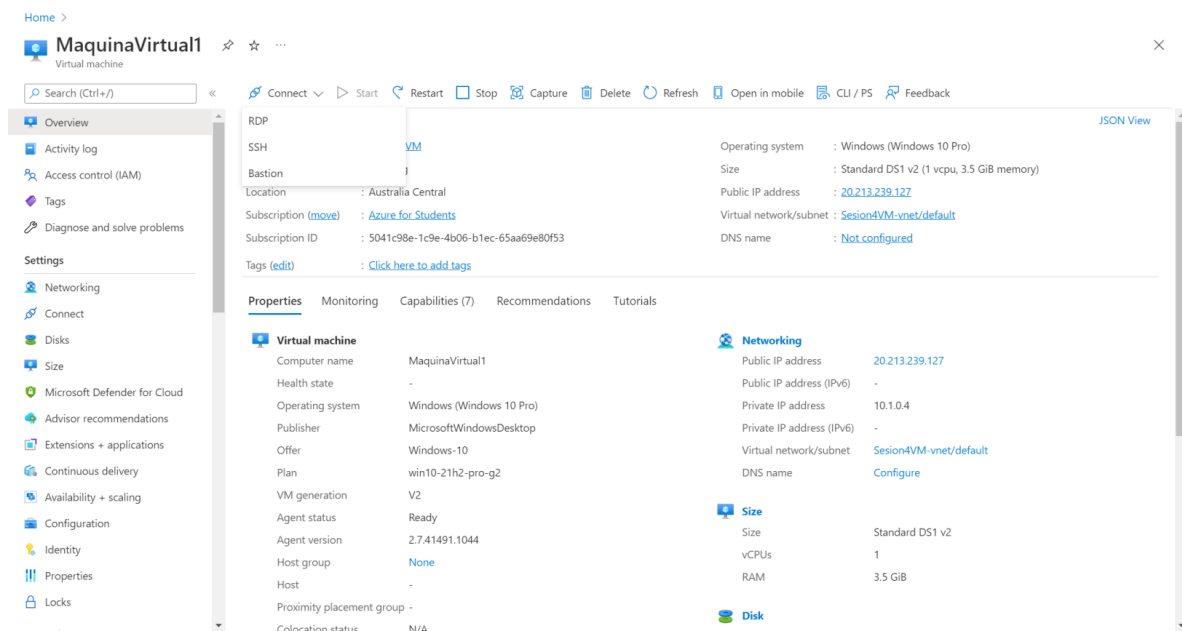 Home >
MaquinaVirtual1
Virtual machine
Search (Ctrl+/)
«
Connect
Start
Restart
Stop
Capture
Delete
Refresh
Open in mobile
CLI / PS
Feedback
RDP
SSH
Bastion
Overview
Activity log
Access control (IAM)
Tags
Diagnose and solve problems
Settings
Networking
Connect
Disks
Size
Microsoft Defender for Cloud
Advisor recommendations
Extensions + applications
Continuous delivery
Availability + scaling
Configuration
Identity
Properties
Locks
JSON View
VM
Location : Australia Central
Subscription (move) : Azure for Students
Subscription ID : 5041c98e-1c9e-4b06-b1ec-65aa69e80f53
Tags (edit) : Click here to add tags
Operating system : Windows (Windows 10 Pro)
Size : Standard DS1 v2 (1 vcpu, 3.5 GiB memory)
Public IP address : 20.213.239.127
Virtual network/subnet : Sesion4VM-vnet/default
DNS name : Not configured
Properties
Monitoring
Capabilities (7)
Recommendations
Tutorials
Virtual machine
Computer name MaquinaVirtual1
Health state -
Operating system Windows (Windows 10 Pro)
Publisher MicrosoftWindowsDesktop
Offer Windows-10
Plan win10-21h2-pro-g2
VM generation V2
Agent status Ready
Agent version 2.7.41491.1044
Host group None
Host -
Proximity placement group -
Colocation status N/A
Networking
Public IP address 20.213.239.127
Public IP address (IPv6) -
Private IP address 10.1.0.4
Private IP address (IPv6) -
Virtual network/subnet Sesion4VM-vnet/default
DNS name Configure
Size
Size Standard DS1 v2
vCPUs 1
RAM 3.5 GiB
Disk